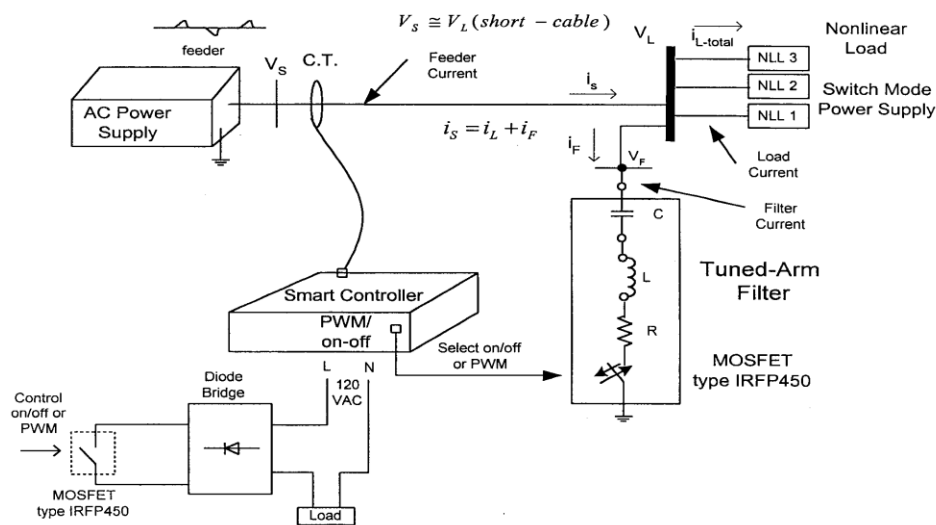 V_S ≅ V_L (short – cable)
feeder
V_S
C.T.
Feeder
Current
V_L
i_L-total
NLL 3
NLL 2
NLL 1
Nonlinear
Load
Switch Mode
Power Supply
AC Power
Supply
i_s
i_S = i_L + i_F
i_F
V_F
Load
Current
Filter
Current
C
L
R
Tuned-Arm
Filter
MOSFET
type IRFP450
Smart Controller
PWM/
on-off
Select on/off
or PWM
L
N
120
VAC
Diode
Bridge
Control
on/off or
PWM
MOSFET
type IRFP450
Load